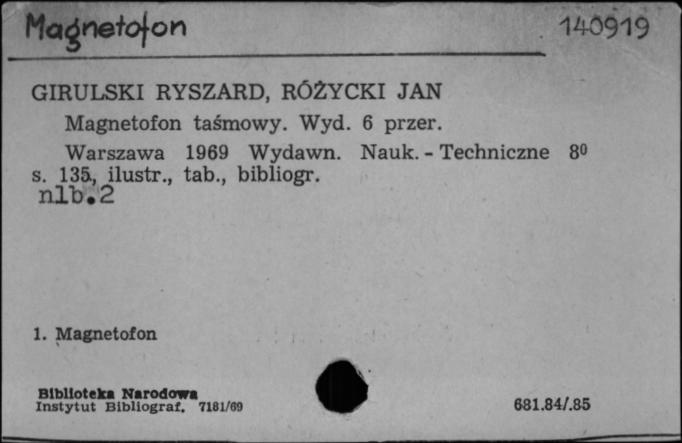 Magnetofon 140919
GIRULSKI RYSZARD, RÓŻYCKI JAN
Magnetofon taśmowy. Wyd. 6 przer.
Warszawa 1969 Wydawn. Nauk. - Techniczne 8⁰
s. 135, ilustr., tab., bibliogr.
nlb.2
1. Magnetofon
Biblioteka Narodowa
Instytut Bibliograf. 7181/69 681.84/.85